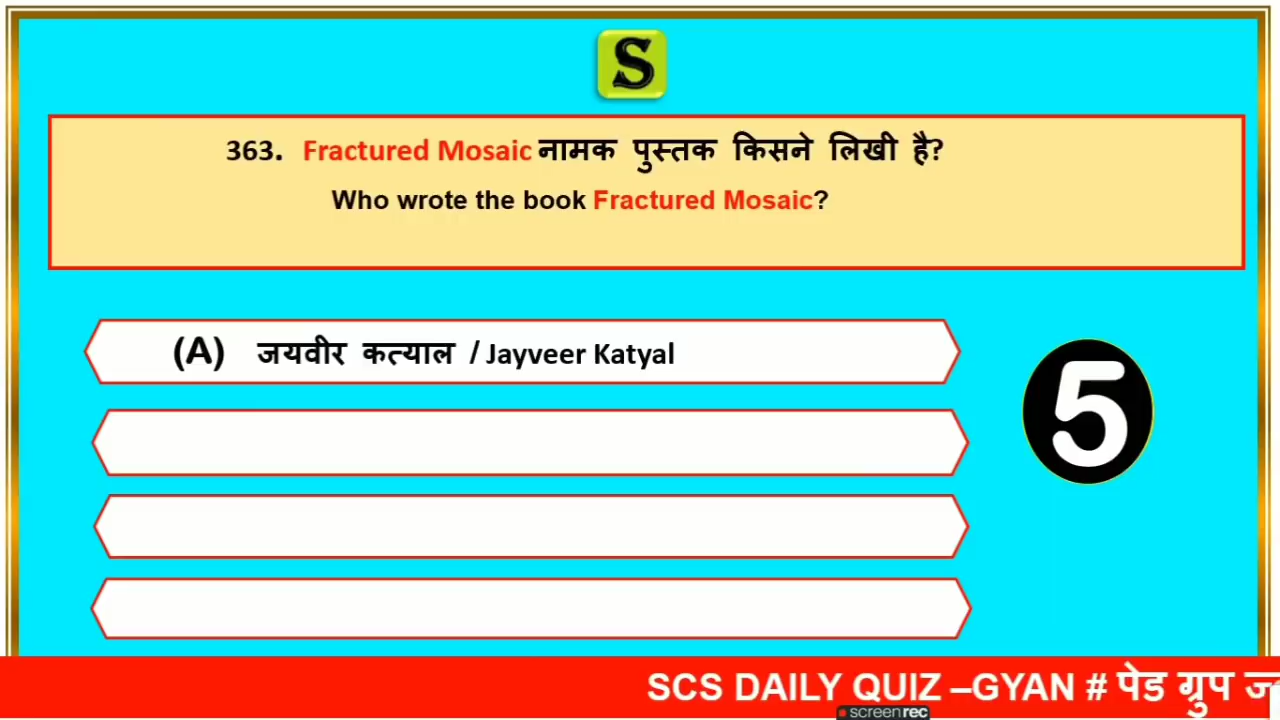 S
363. Fractured Mosaic नामक पुस्तक किसने लिखी है?
Who wrote the book Fractured Mosaic?
(A) जयवीर कत्याल / Jayveer Katyal
5
SCS DAILY QUIZ –GYAN # पेड ग्रुप
screenrec